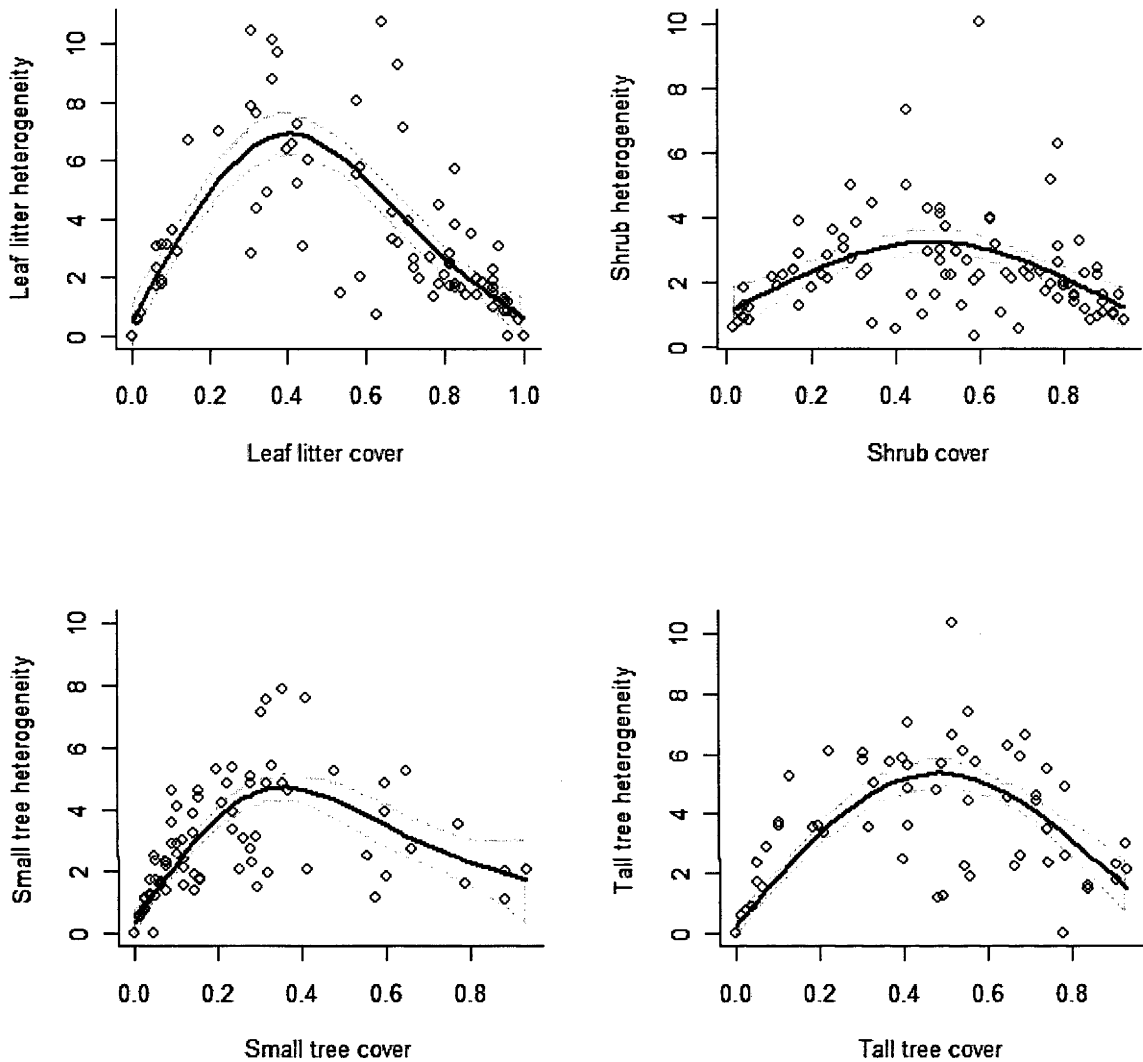 Leaf litter heterogeneity
10
8
6
4
2
0
0.0 0.2 0.4 0.6 0.8 1.0
Leaf litter cover
Shrub heterogeneity
10
8
6
4
2
0
0.0 0.2 0.4 0.6 0.8
Shrub cover
Small tree heterogeneity
10
8
6
4
2
0
0.0 0.2 0.4 0.6 0.8
Small tree cover
Tall tree heterogeneity
10
8
6
4
2
0
0.0 0.2 0.4 0.6 0.8
Tall tree cover